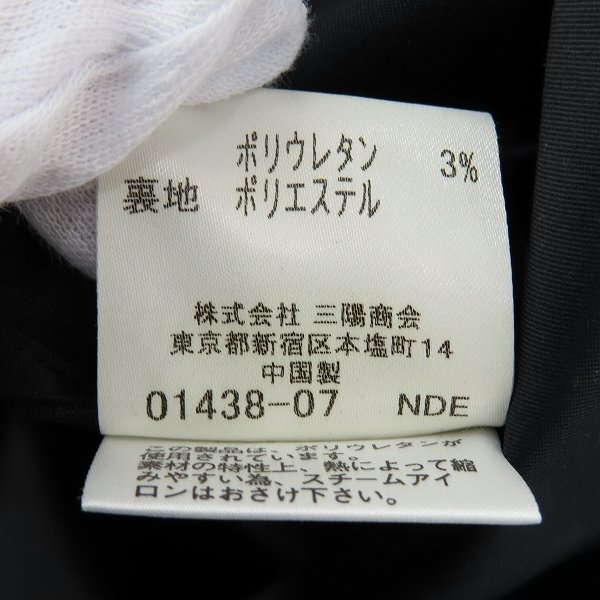 ポリウレタン 3%
裏地 ポリエステル
株式会社 三陽商会
東京都新宿区本塩町14
中国製
01438-07 NDE
この製品は、ポリウレタンが
使用されています。
素材の特性上、熱によって縮
みやすい為、スチームアイ
ロンはおさけ下さい。